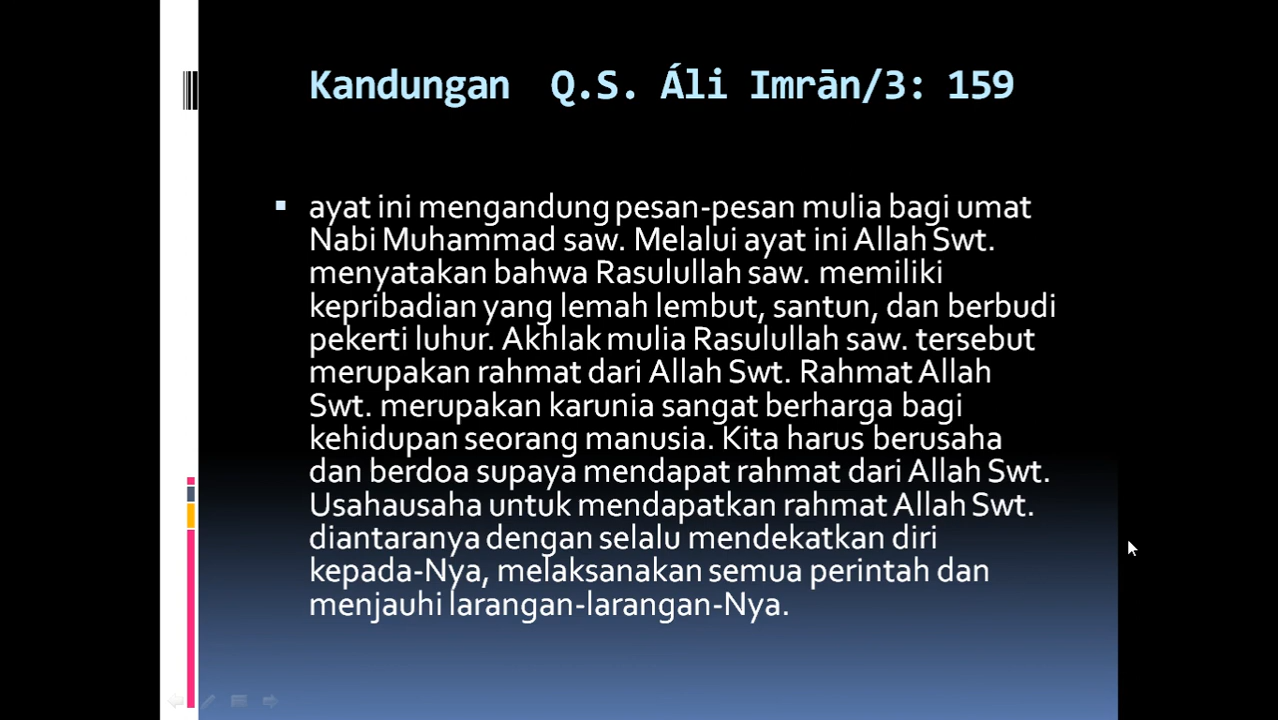 Kandungan Q.S. Áli Imrān/3: 159
ayat ini mengandung pesan-pesan mulia bagi umat
Nabi Muhammad saw. Melalui ayat ini Allah Swt.
menyatakan bahwa Rasulullah saw. memiliki
kepribadian yang lemah lembut, santun, dan berbudi
pekerti luhur. Akhlak mulia Rasulullah saw. tersebut
merupakan rahmat dari Allah Swt. Rahmat Allah
Swt. merupakan karunia sangat berharga bagi
kehidupan seorang manusia. Kita harus berusaha
dan berdoa supaya mendapat rahmat dari Allah Swt.
Usahausaha untuk mendapatkan rahmat Allah Swt.
diantaranya dengan selalu mendekatkan diri
kepada-Nya, melaksanakan semua perintah dan
menjauhi larangan-larangan-Nya.